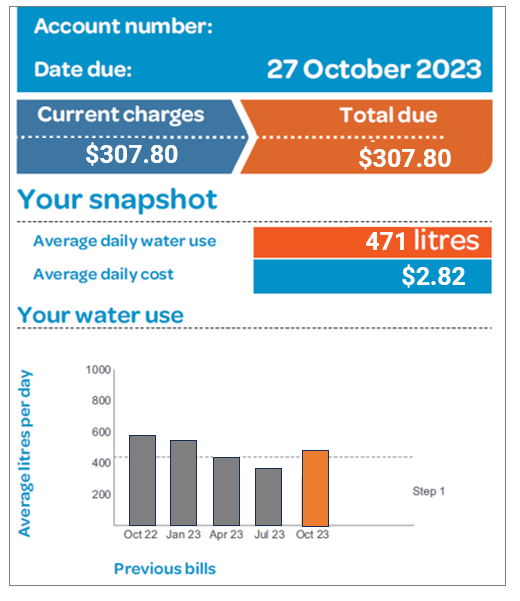 Account number:
Date due: 27 October 2023
Current charges Total due
$307.80 $307.80
Your snapshot
Average daily water use 471 litres
Average daily cost $2.82
Your water use
Average litres per day
1000
800
600
400
200
Step 1
Oct 22 Jan 23 Apr 23 Jul 23 Oct 23
Previous bills